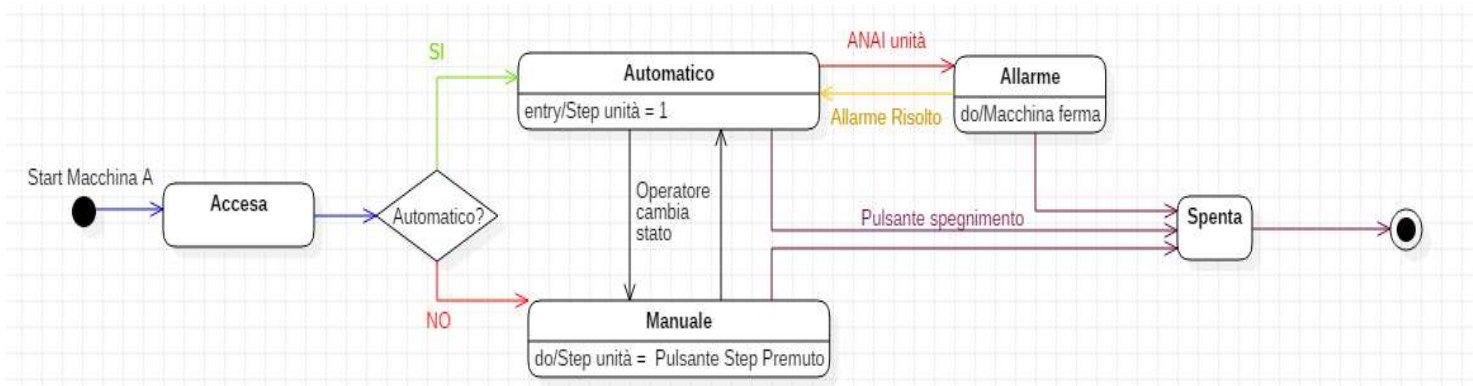 SI
ANAI unità
Automatico
entry/Step unità = 1
Allarme
do/Macchina ferma
Allarme Risolto
Start Macchina A
Accesa
Automatico?
Operatore
cambia
stato
Pulsante spegnimento
Spenta
NO
Manuale
do/Step unità = Pulsante Step Premuto